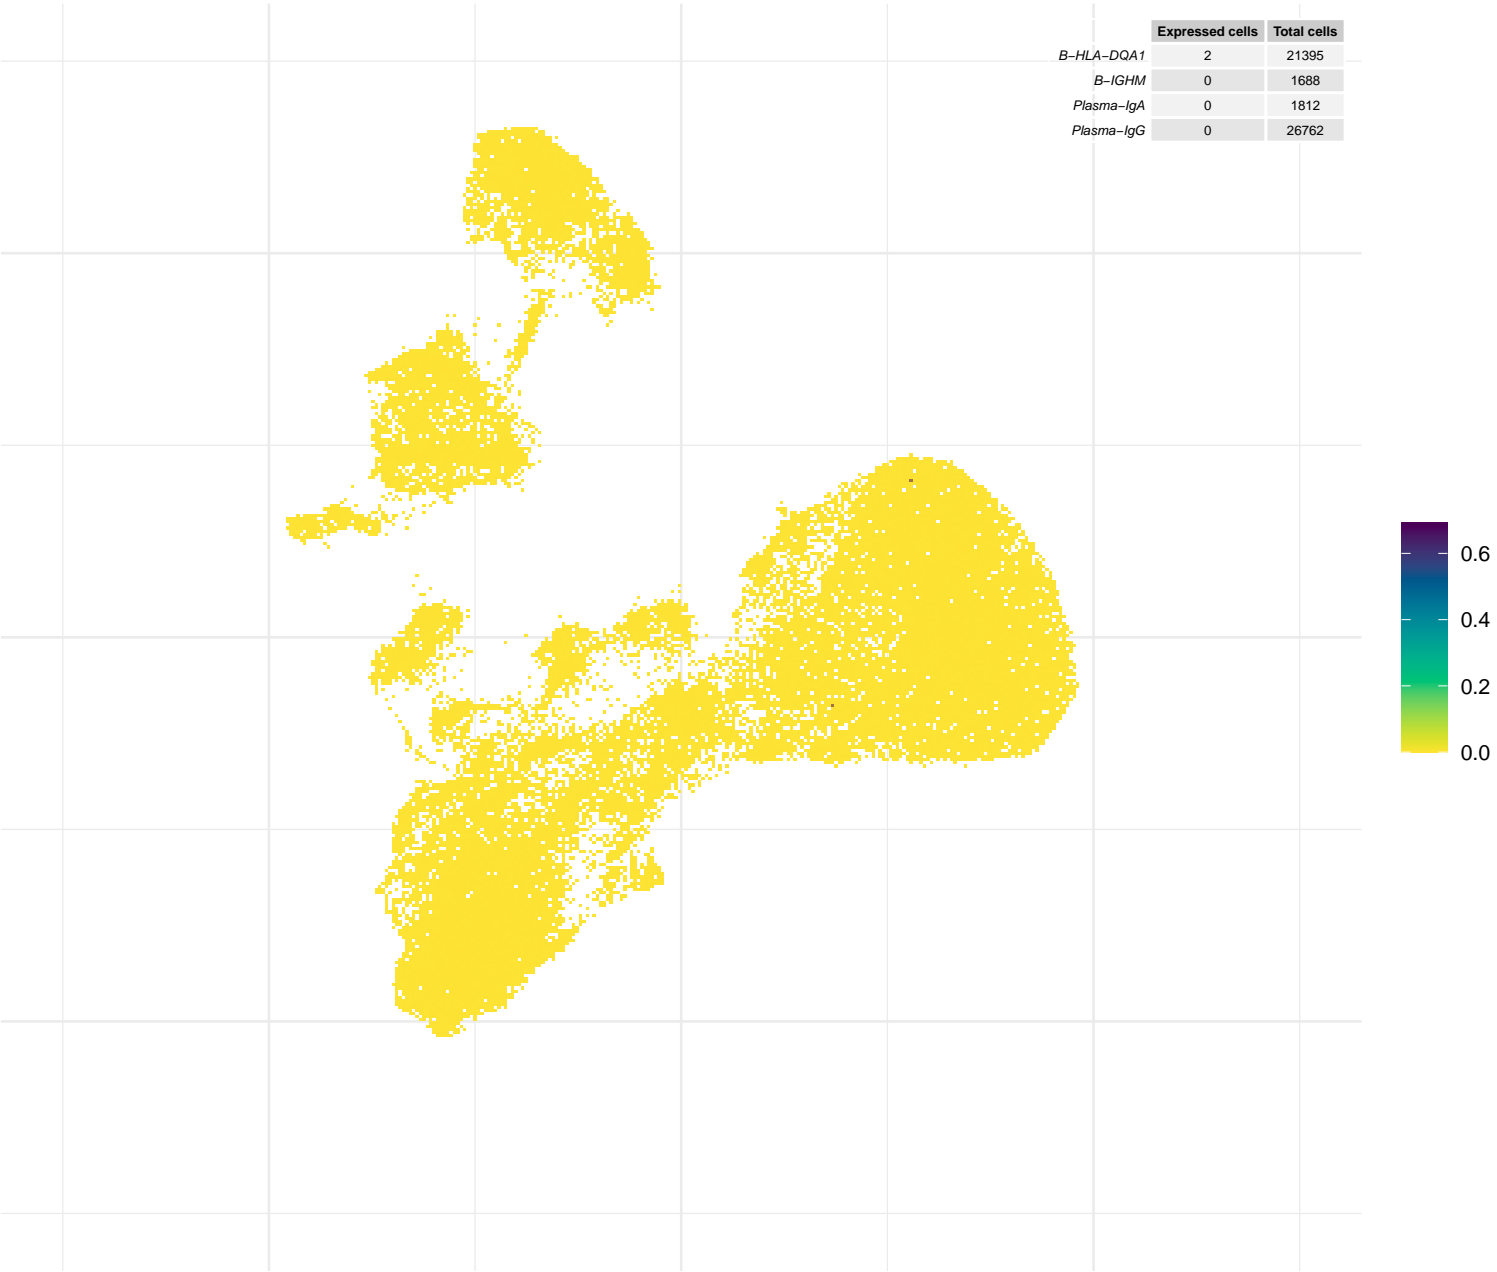 Expressed cells Total cells
B−HLA−DQA1 2 21395
B−IGHM 0 1688
Plasma−IgA 0 1812
Plasma−IgG 0 26762
0.6
0.4
0.2
0.0